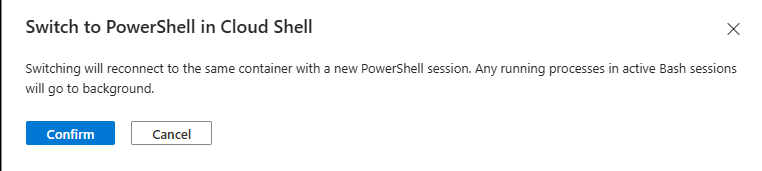 Switch to PowerShell in Cloud Shell
Switching will reconnect to the same container with a new PowerShell session. Any running processes in active Bash sessions
will go to background.
Confirm
Cancel